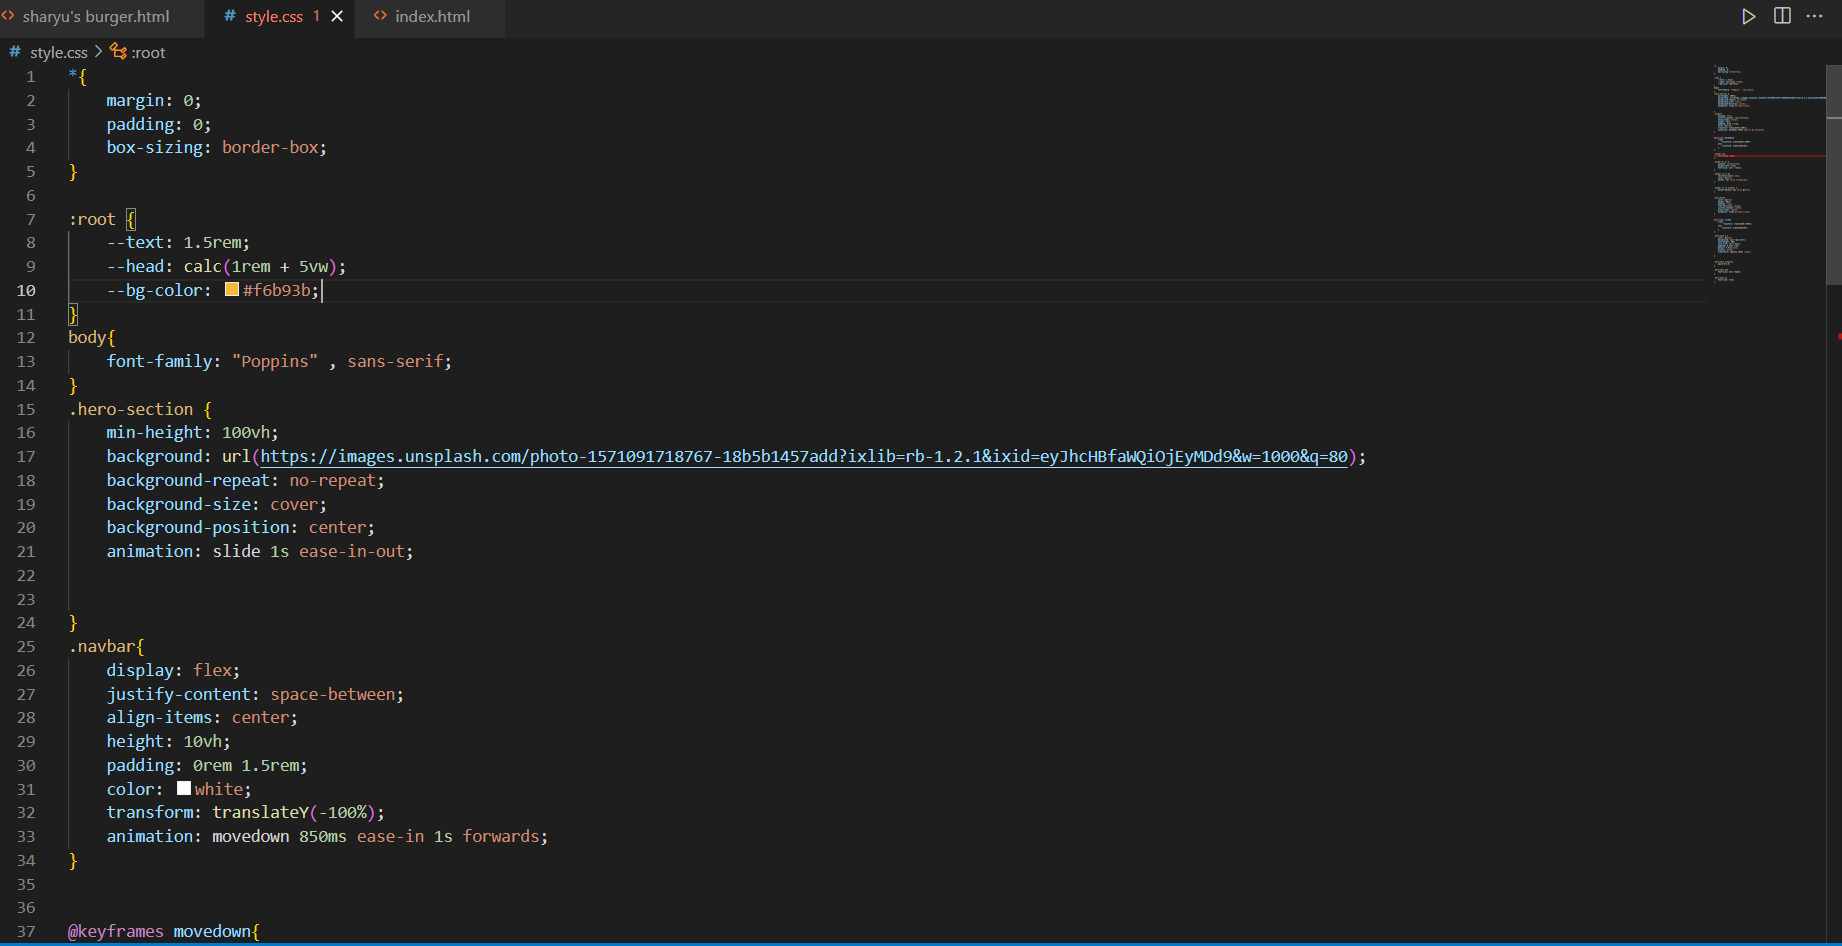 sharyu's burger.html
# style.css 1
index.html
# style.css > :root
1 *{
2 margin: 0;
3 padding: 0;
4 box-sizing: border-box;
5 }
6
7 :root {
8 --text: 1.5rem;
9 --head: calc(1rem + 5vw);
10 --bg-color: #f6b93b;
11 }
12 body{
13 font-family: "Poppins" , sans-serif;
14 }
15 .hero-section {
16 min-height: 100vh;
17 background: url(https://images.unsplash.com/photo-1571091718767-18b5b1457add?ixlib=rb-1.2.1&ixid=eyJhcHBfaWQiOjEyMDd9&w=1000&q=80);
18 background-repeat: no-repeat;
19 background-size: cover;
20 background-position: center;
21 animation: slide 1s ease-in-out;
22
23
24 }
25 .navbar{
26 display: flex;
27 justify-content: space-between;
28 align-items: center;
29 height: 10vh;
30 padding: 0rem 1.5rem;
31 color: white;
32 transform: translateY(-100%);
33 animation: movedown 850ms ease-in 1s forwards;
34 }
35
36
37 @keyframes movedown{